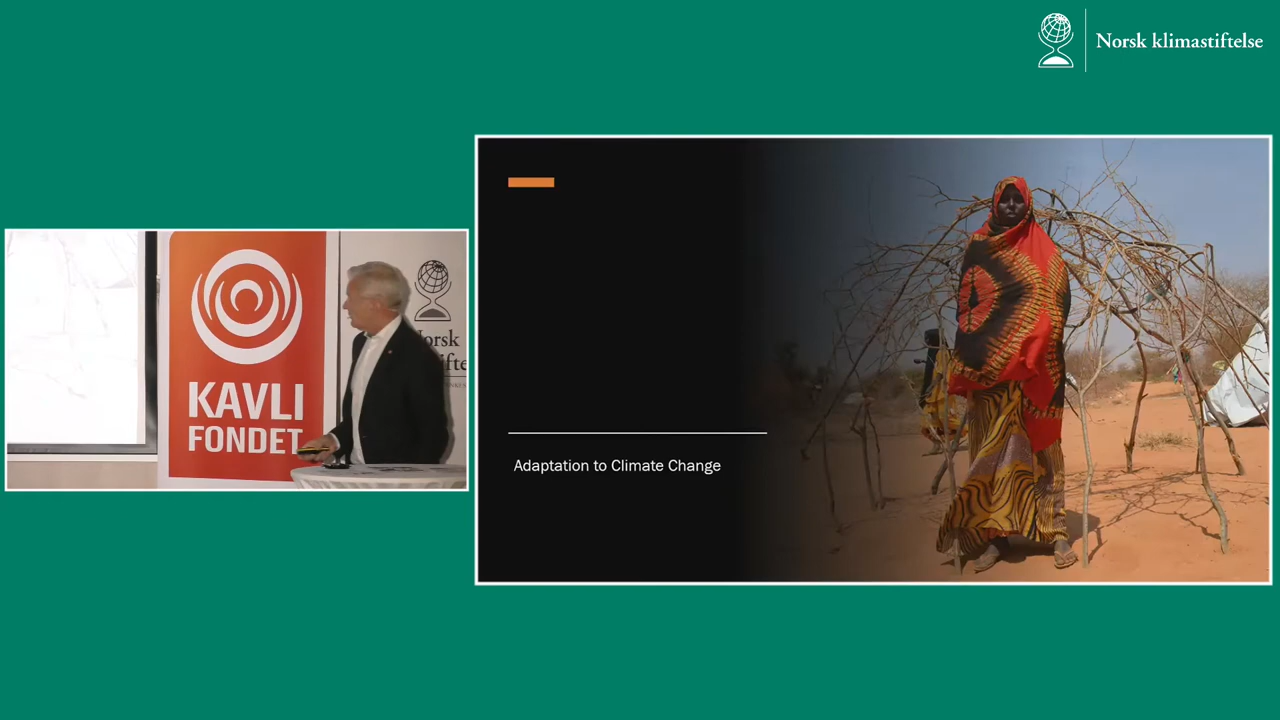 Norsk klimastiftelse
KAVLI
FONDET
Adaptation to Climate Change